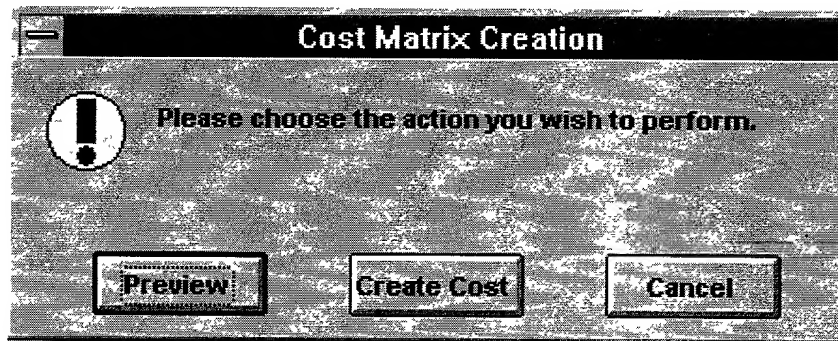 Cost Matrix Creation
Please choose the action you wish to perform.
Preview
Create Cost
Cancel